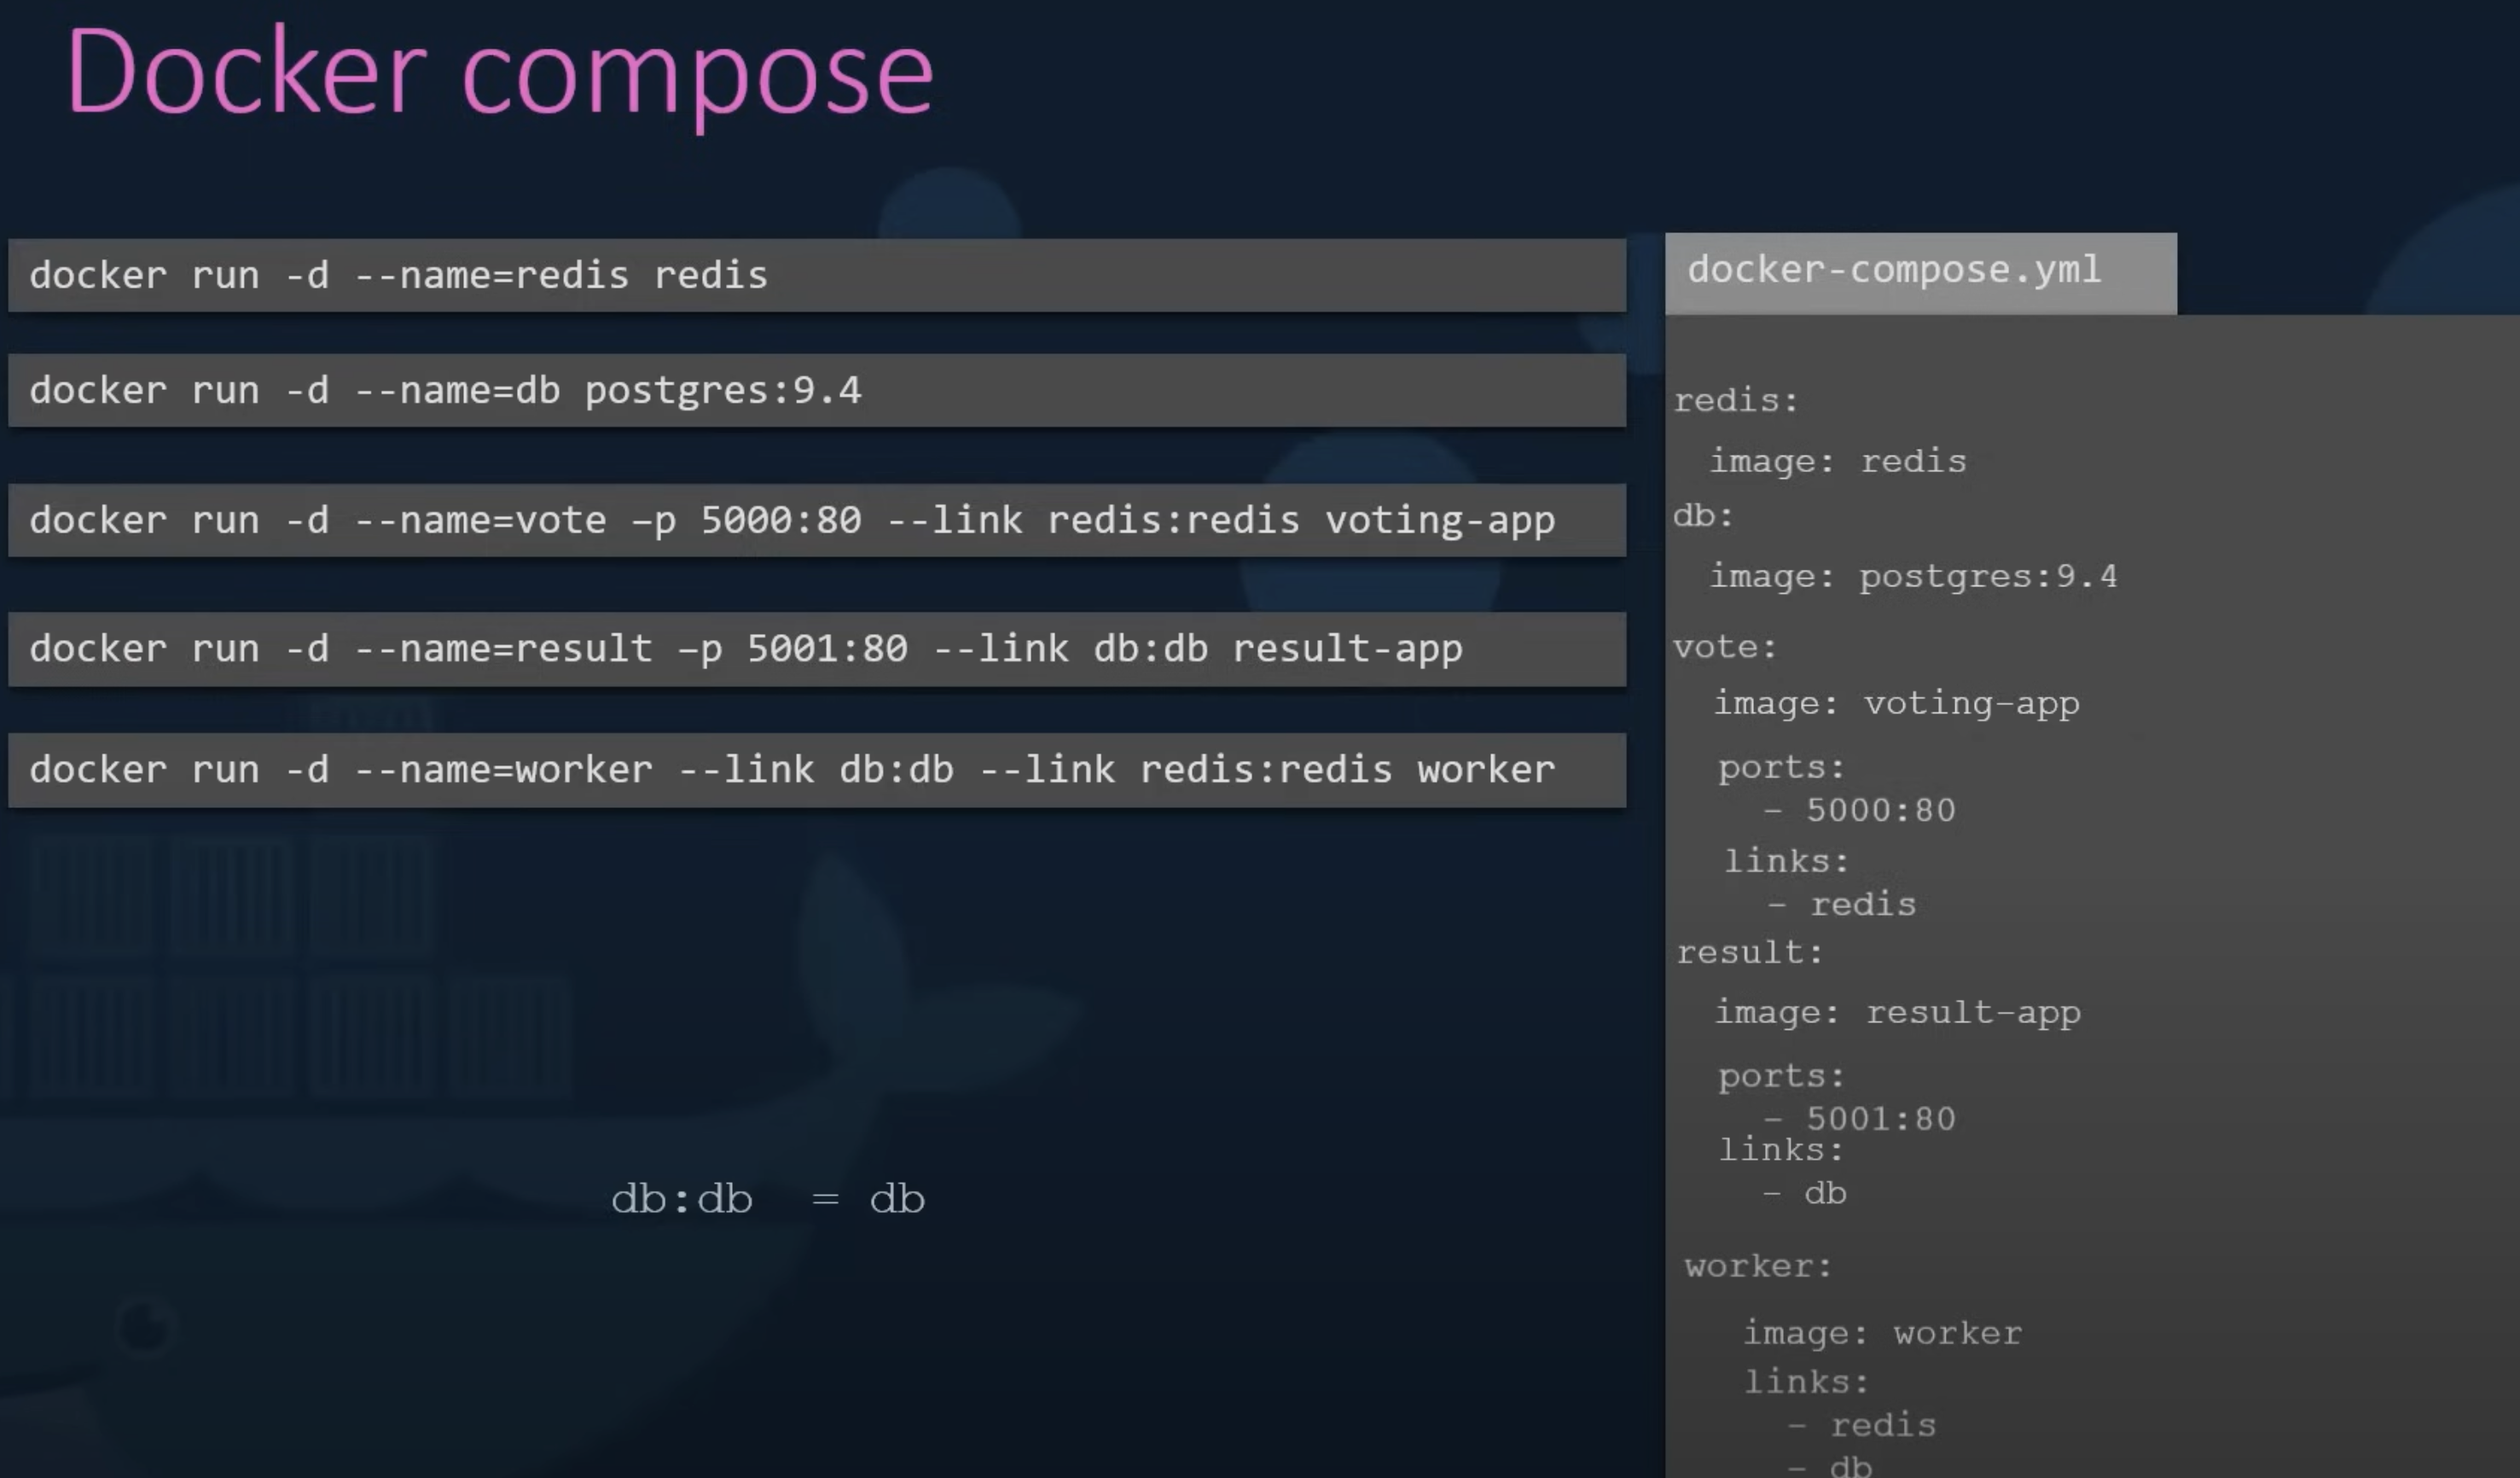 Docker compose
docker run -d --name=redis redis
docker run -d --name=db postgres:9.4
docker run -d --name=vote –p 5000:80 --link redis:redis voting-app
docker run -d --name=result –p 5001:80 --link db:db result-app
docker run -d --name=worker --link db:db --link redis:redis worker
db:db = db
docker-compose.yml
redis:
image: redis
db:
image: postgres:9.4
vote:
image: voting-app
ports:
- 5000:80
links:
- redis
result:
image: result-app
ports:
- 5001:80
links:
- db
worker:
image: worker
links:
- redis
- db